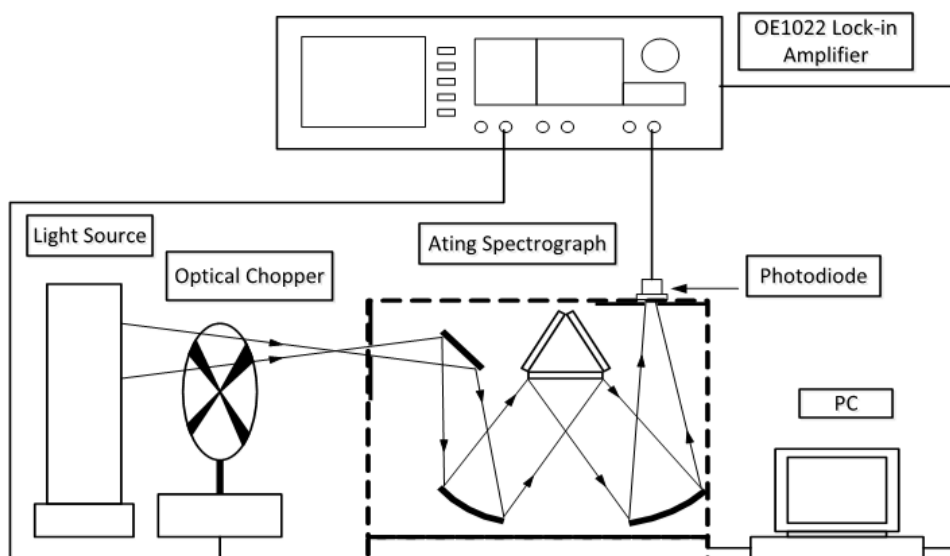 OE1022 Lock-in
Amplifier
Light Source
Ating Spectrograph
Optical Chopper
Photodiode
PC